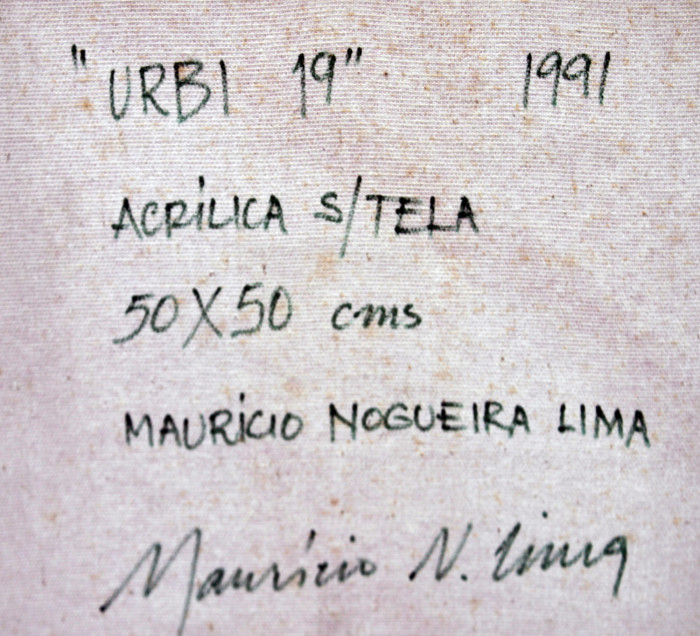 "URBI 19" 1991
ACRÍLICA S/TELA
50X50 cms
MAURÍCIO NOGUEIRA LIMA
Maurício N. Lima